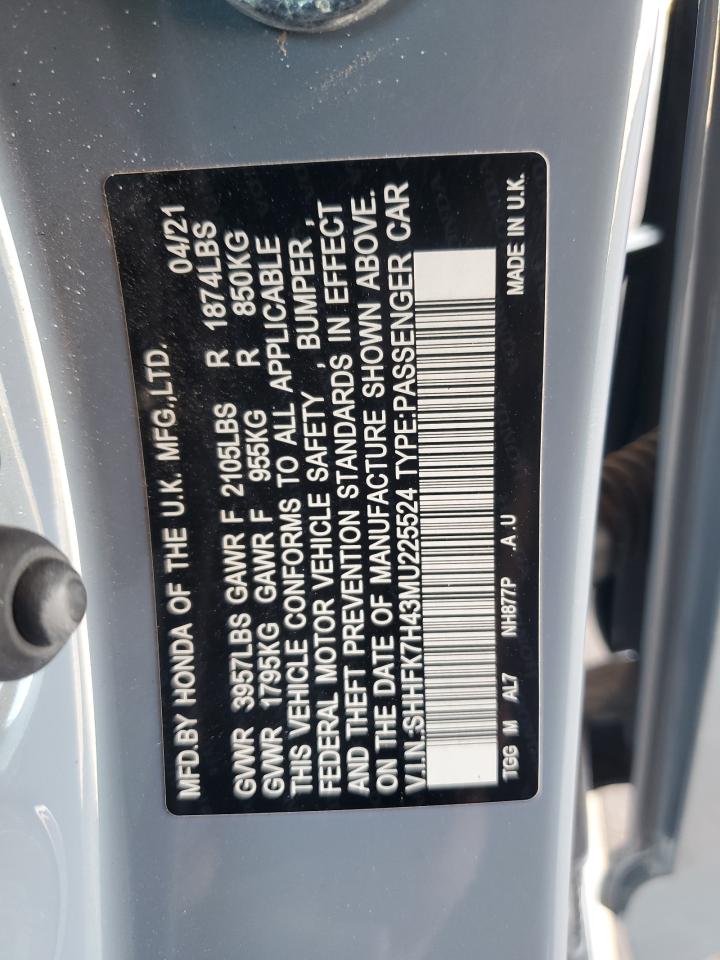 MFD.BY HONDA OF THE U.K. MFG.,LTD. 04/21
GVWR 3957LBS GAWR F 2105LBS R 1874LBS
GVWR 1795KG GAWR F 955KG R 850KG
THIS VEHICLE CONFORMS TO ALL APPLICABLE
FEDERAL MOTOR VEHICLE SAFETY , BUMPER ,
AND THEFT PREVENTION STANDARDS IN EFFECT
ON THE DATE OF MANUFACTURE SHOWN ABOVE.
V.I.N.:SHHFK7H43MU225524 TYPE:PASSENGER CAR
TGG M AL7 NH877P .A.U MADE IN U.K.